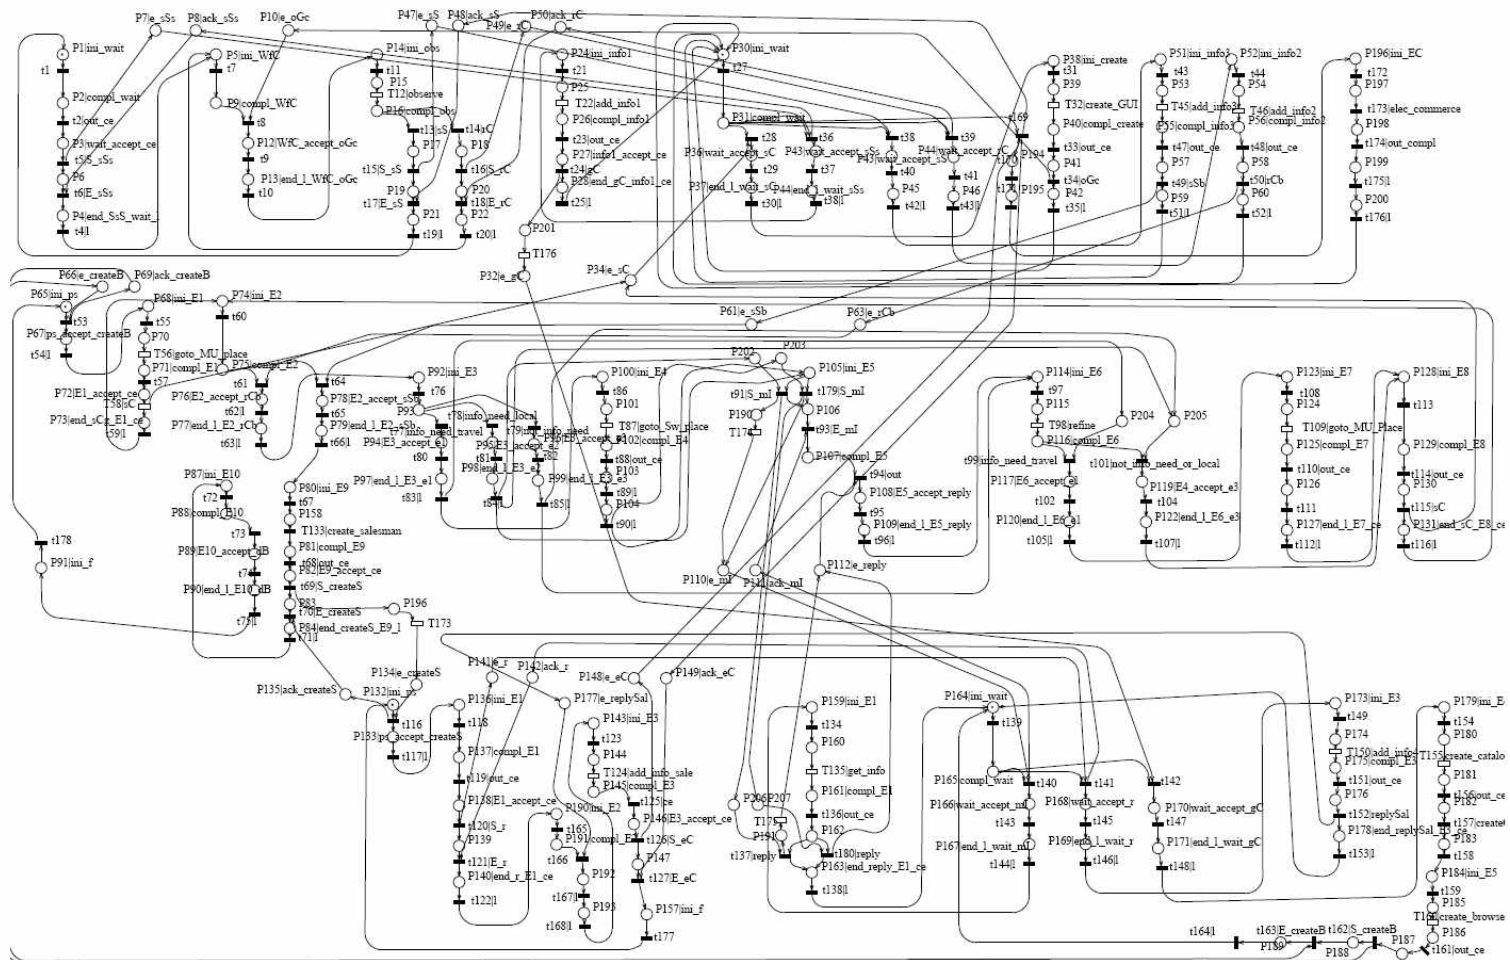 P7|e_sSs
P8|ack_sSs
P10|e_oGc
P47|e_sS
P48|ack_sS
P49|e_rC
P50|ack_rC
P1|ini_wait
t1
P2|compl_wait
t2|out_ce
P3|wait_accept_ce
t5|S_sSs
P6
t6|E_sSs
P4|end_SsS_wait_l
t4|l
P5|ini_WfC
t7
P9|compl_WfC
t8
P12|WfC_accept_oGc
t9
P13|end_l_WfC_oGc
t10
P14|ini_obs
t11
P15
T12|observe
P16|compl_obs
t13|sS
t14|rC
P17
P18
t15|S_sS
t16|S_rC
P19
P20
t17|E_sS
t18|E_rC
P21
P22
t19|l
t20|l
P24|ini_info1
t21
P25
T22|add_info1
P26|compl_info1
t23|out_ce
P27|info1_accept_ce
t24|gC
P28|end_gC_info1_ce
t25|l
P201
T176
P32|e_gC
P34|e_sC
P30|ini_wait
t27
P31|compl_wait
t28
t36
t38
t39
t169
P36|wait_accept_sC
P43|wait_accept_sSs
P43|wait_accept_sS
P44|wait_accept_rC
t170
P194
t29
t37
t40
t41
P37|end_l_wait_sC
P44|end_l_wait_sSs
P45
P46
P195
t30|l
t38|l
t42|l
t43|l
P38|ini_create
t31
P39
T32|create_GUI
P40|compl_create
t33|out_ce
P41
t34|oGc
P42
t35|l
P51|ini_info3
t43
P53
T45|add_info3
P55|compl_info3
t47|out_ce
P57
t49|sSb
P59
t51|l
P52|ini_info2
t44
P54
T46|add_info2
P56|compl_info2
t48|out_ce
P58
t50|rCb
P60
t52|l
P196|ini_EC
t172
P197
t173|elec_commerce
P198
t174|out_compl
P199
t175|l
P200
t176|l
P66|e_createB
P69|ack_createB
P65|ini_ps
t53
P67|ps_accept_createB
t54|l
P68|ini_E1
t55
P70
T56|goto_MU_place
P71|compl_E1
t57
P72|E1_accept_ce
T58|sC
P73|end_sCg_E1_ce
t59|l
P74|ini_E2
t60
P75|compl_E2
t61
t64
P76|E2_accept_rCb
P78|E2_accept_sSb
t62|l
t65
P77|end_l_E2_rCb
P79|end_l_E2_sSb
t63|l
t66|l
P61|e_sSb
P63|e_rCb
P92|ini_E3
t76
P93
t77|info_need_travel
t78|info_need_local
t79|not_info_need
P94|E3_accept_e1
P95|E3_accept_e2
t80
t81
t82
P97|end_l_E3_e1
P98|end_l_E3_e2
P99|end_l_E3_e3
t83|l
t84|l
t85|l
P100|ini_E4
t86
P101
T87|goto_Sw_place
P102|compl_E4
t88|out_ce
P103
t89|l
P104
t90|l
P202
P203
t91|S_mI
P190
P105|ini_E5
t179|S_mI
P106
t93|E_mI
P107|compl_E5
t94|out
P108|E5_accept_reply
t95
P109|end_l_E5_reply
t96|l
P110|e_mI
P111|ack_mI
P112|e_reply
P114|ini_E6
t97
P115
T98|refine
P116|compl_E6
P204
P205
t99|info_need_travel
t101|not_info_need or_local
P117|E6_accept_e1
P119|E4_accept_e3
t102
t104
P120|end_l_E6_e1
P122|end_l_E6_e3
t105|l
t107|l
P123|ini_E7
t108
P124
T109|goto_MU_Place
P125|compl_E7
t110|out_ce
P126
t111
P127|end_l_E7_ce
t112|l
P128|ini_E8
t113
P129|compl_E8
t114|out_ce
P130
t115|sC
P131|end_sC_E8_ce
t116|l
P87|ini_E10
t72
P88|compl_E10
t73
P89|E10_accept_dB
t74
P90|end_l_E10_dB
t75|l
t178
P91|ini_f
P80|ini_E9
t67
P158
T133|create_salesman
P81|compl_E9
t68|out_ce
P82|E9_accept_ce
t69|S_createS
P83
t70|E_createS
P84|end_createS_E9_l
t71|l
P196
T173
P134|e_createS
P135|ack_createS
P132|ini_ps
t116
P133|ps_accept_createS
t117|l
P141|e_r
P142|ack_r
P136|ini_E1
t118
P137|compl_E1
t119|out_ce
P138|E1_accept_ce
t120|S_r
P139
t121|E_r
P140|end_r_E1_ce
t122|l
P177|e_replySal
P143|ini_E3
t123
P144
T124|add_info_sale
P145|compl_E3
t125|ce
P146|E3_accept_ce
t126|S_eC
P147
t127|E_eC
P157|ini_f
t177
P190|ini_E2
t165
P191|compl_E2
t166
P192
t167|l
P193
t168|l
P148|e_eC
P149|ack_eC
P206
P207
P191
t137|reply
P159|ini_E1
t134
P160
T135|get_info
P161|compl_E1
t136|out_ce
P162
t180|reply
P163|end_reply_E1_ce
t138|l
P164|ini_wait
t139
P165|compl_wait
t140
t141
t142
P166|wait_accept_mI
P168|wait_accept_r
P170|wait_accept_gC
t143
t145
t147
P167|end_l_wait_mI
P169|end_l_wait_r
P171|end_l_wait_gC
t144|l
t146|l
t148|l
P173|ini_E3
t149
P174
P175|compl_E3
t151|out_ce
P176
t152|replySal
P178|end_replySal_E3_ce
t153|l
P179|ini_E
t154
P180
T155|create_catalo
P181
t156|out_ce
P182
t157|create
P183
t158
P184|ini_E5
t159
P185
P186
t161|out_ce
P187
t162|S_createB
P188
t163|E_createB
P189
t164|l